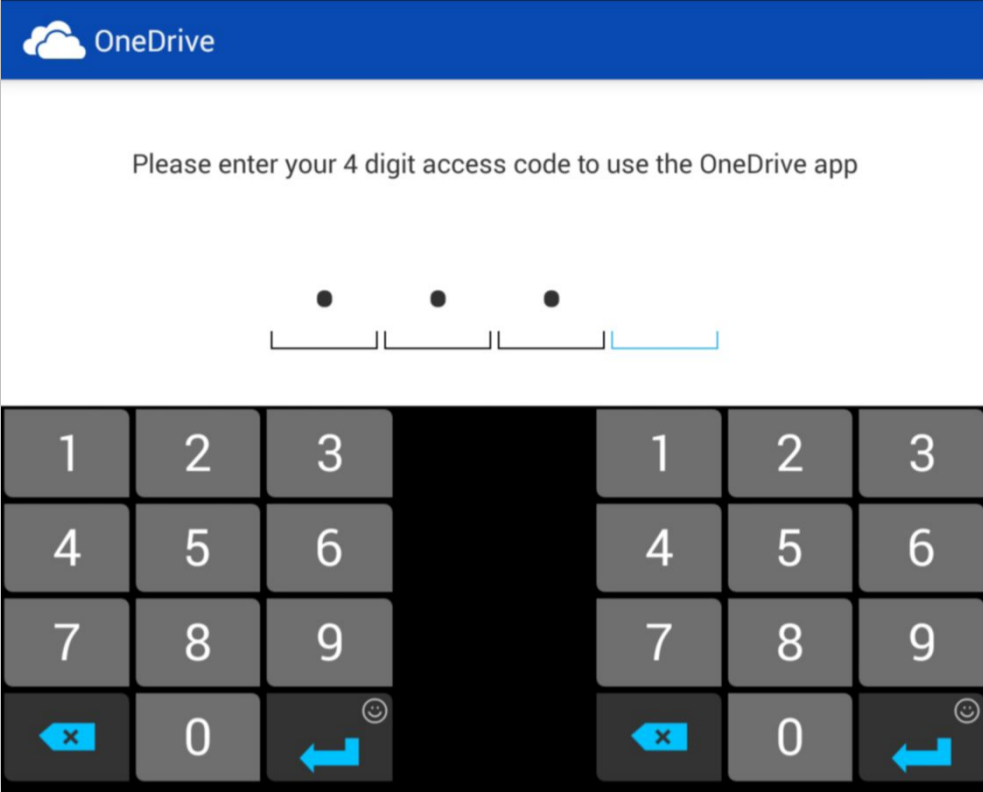 OneDrive
Please enter your 4 digit access code to use the OneDrive app
1 2 3 1 2 3
4 5 6 4 5 6
7 8 9 7 8 9
0 0